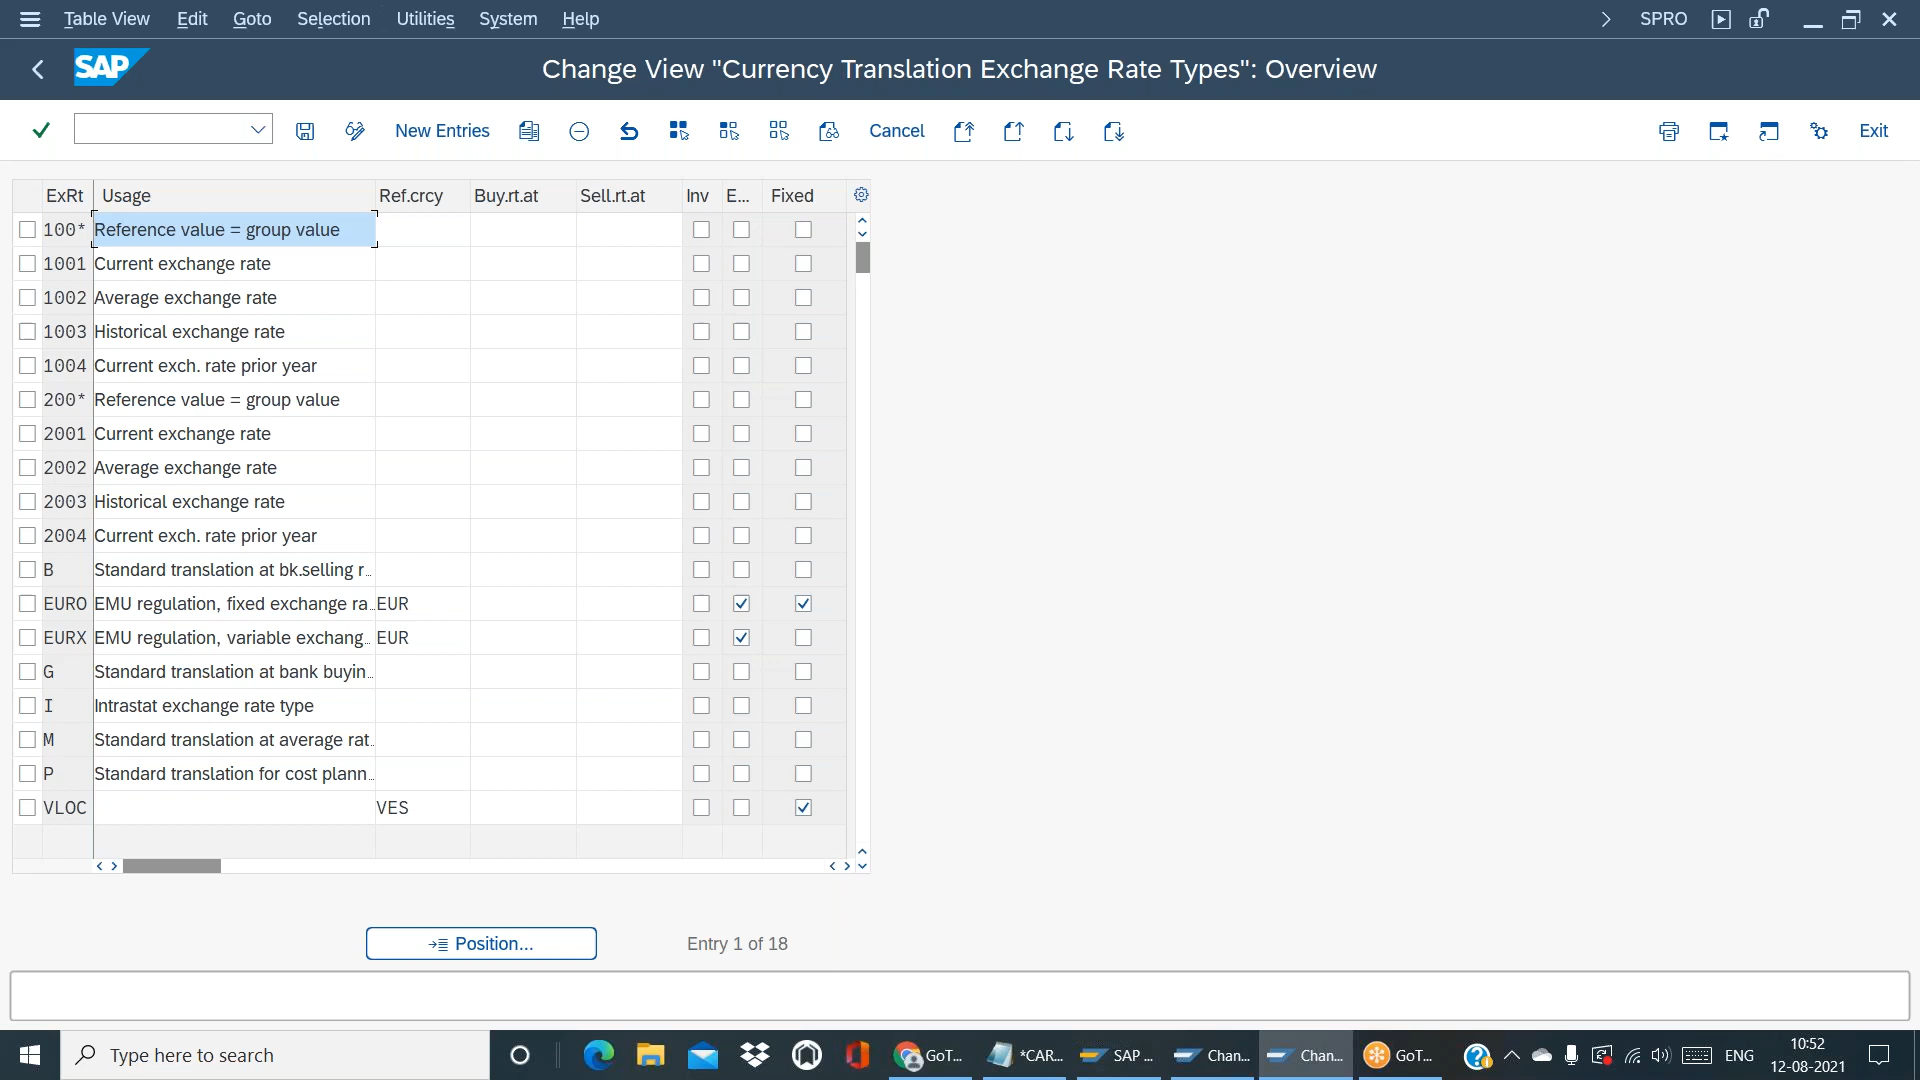 Table View Edit Goto Selection Utilities System Help SPRO
SAP Change View "Currency Translation Exchange Rate Types": Overview
New Entries Cancel Exit
ExRt Usage Ref.crcy Buy.rt.at Sell.rt.at Inv E... Fixed
100* Reference value = group value
1001 Current exchange rate
1002 Average exchange rate
1003 Historical exchange rate
1004 Current exch. rate prior year
200* Reference value = group value
2001 Current exchange rate
2002 Average exchange rate
2003 Historical exchange rate
2004 Current exch. rate prior year
B Standard translation at bk.selling r...
EURO EMU regulation, fixed exchange ra... EUR
EURX EMU regulation, variable exchang... EUR
G Standard translation at bank buyin...
I Intrastat exchange rate type
M Standard translation at average rat...
P Standard translation for cost plann...
VLOC VES
Position... Entry 1 of 18
Type here to search GoT... *CAR... SAP ... Chan... Chan... GoT... ENG 10:52
12-08-2021